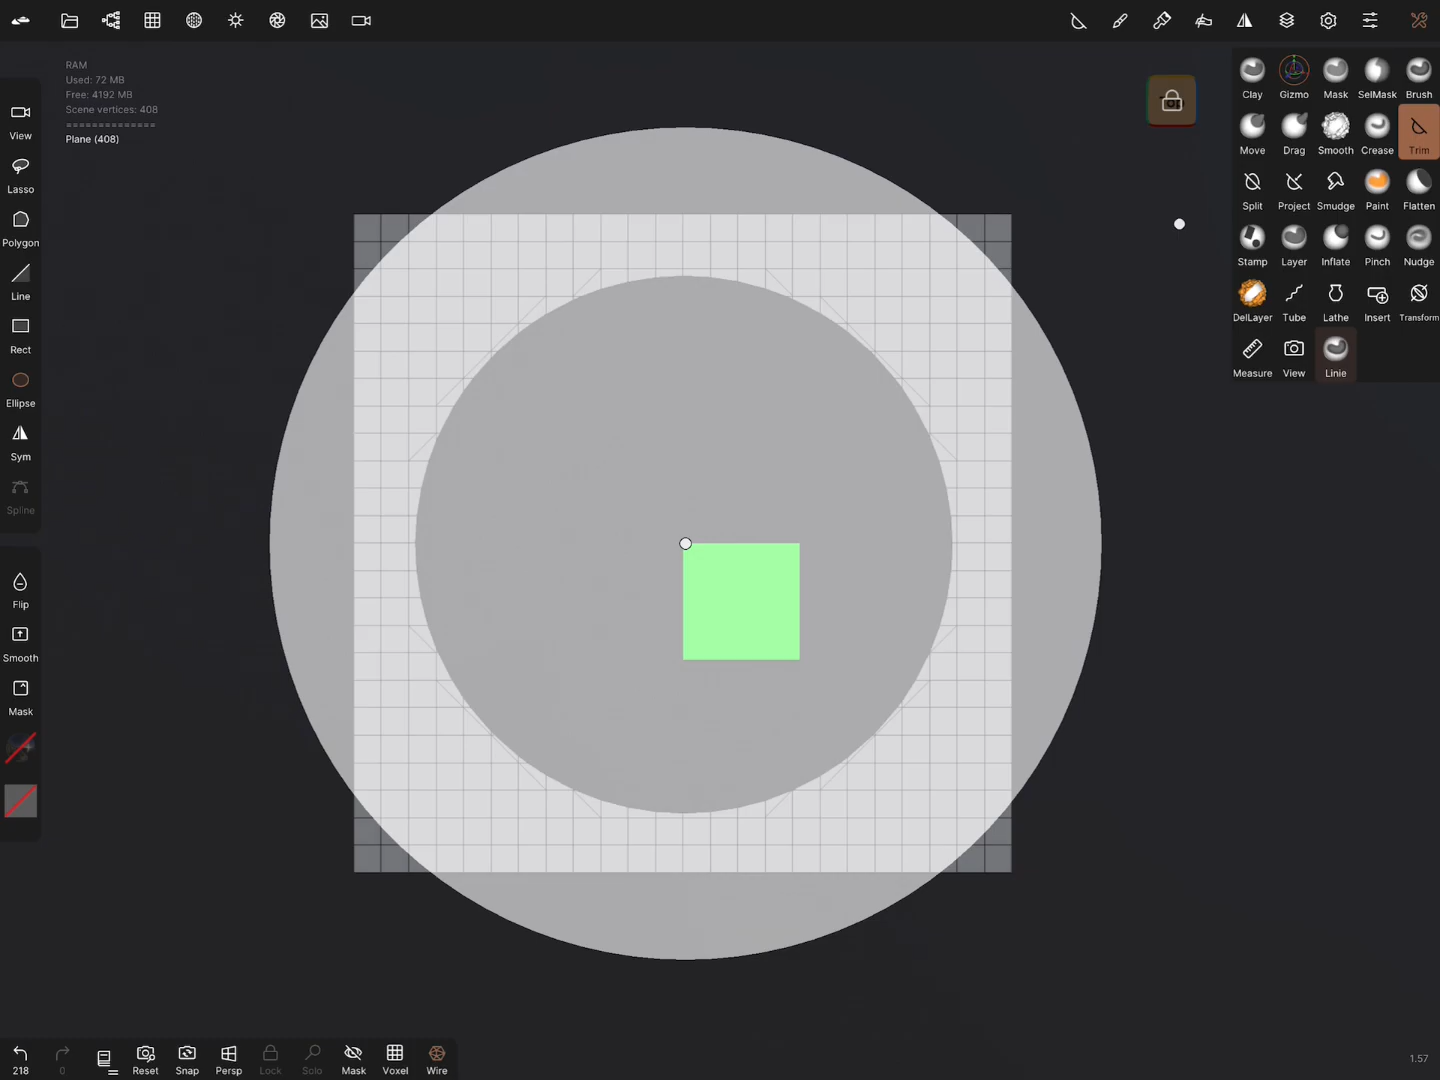 RAM
Used: 72 MB
Free: 4192 MB
Scene vertices: 408
==============
Plane (408)
View
Lasso
Polygon
Line
Rect
Ellipse
Sym
Spline
Flip
Smooth
Mask
Clay Gizmo Mask SelMask Brush
Move Drag Smooth Crease Trim
Split Project Smudge Paint Flatten
Stamp Layer Inflate Pinch Nudge
DelLayer Tube Lathe Insert Transform
Measure View Linie
218 0 Reset Snap Persp Lock Solo Mask Voxel Wire
1.57